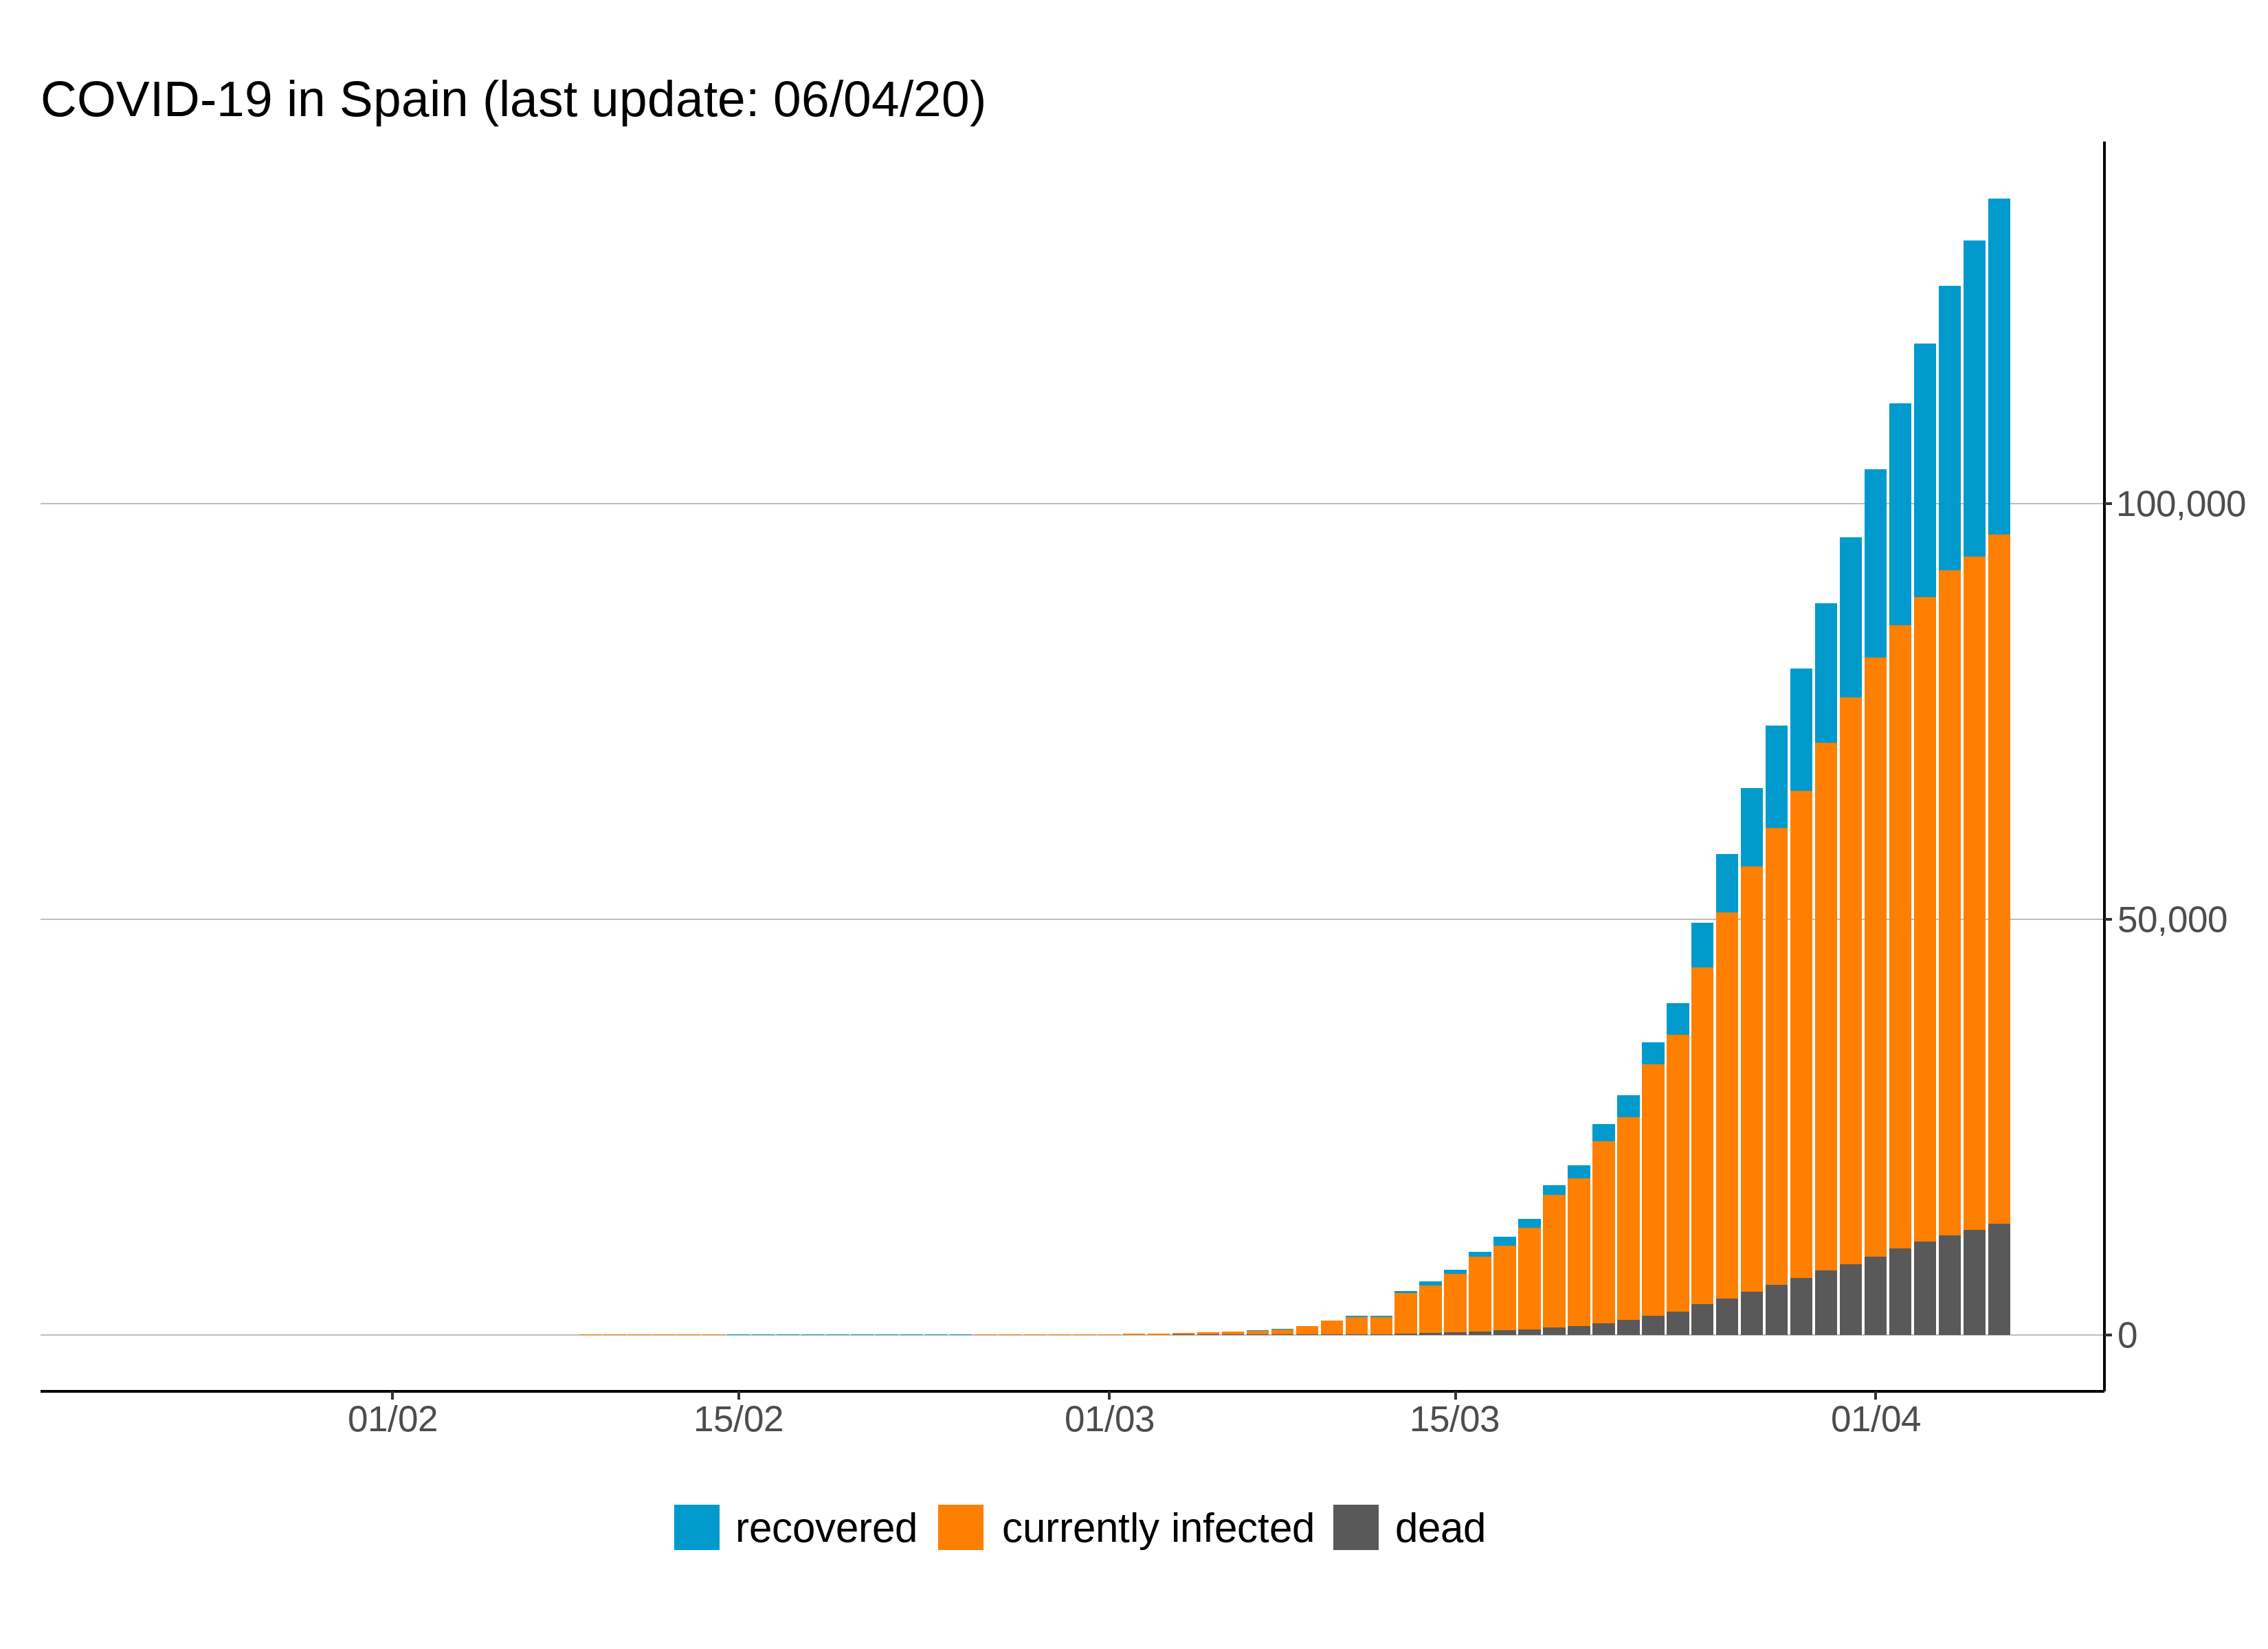 COVID-19 in Spain (last update: 06/04/20)
100,000
50,000
0
01/02 15/02 01/03 15/03 01/04
recovered currently infected dead